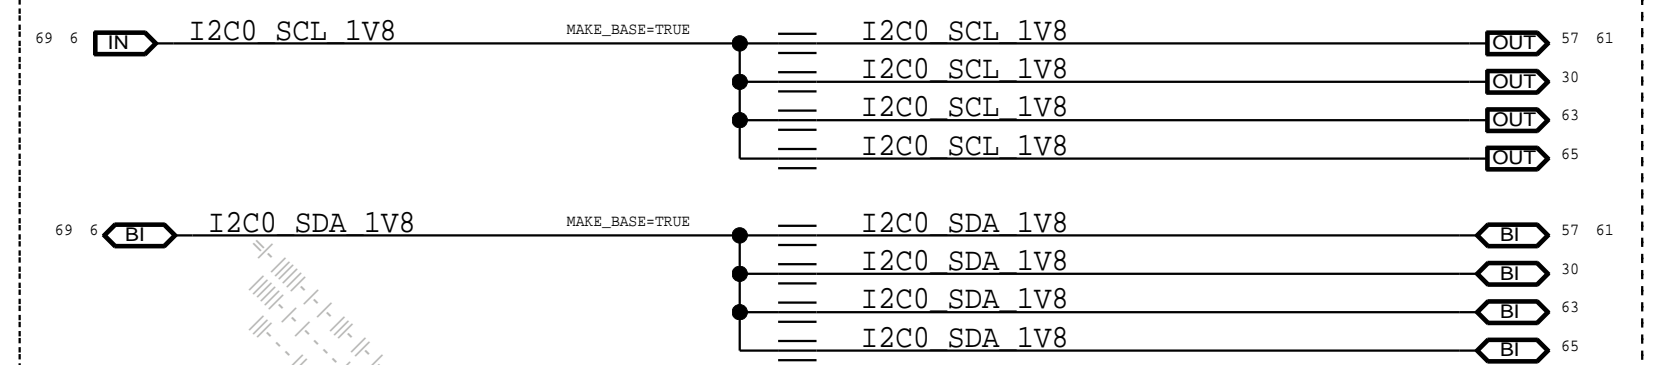 69 6 IN I2C0_SCL_1V8 MAKE_BASE=TRUE I2C0_SCL_1V8 OUT 57 61
I2C0_SCL_1V8 OUT 30
I2C0_SCL_1V8 OUT 63
I2C0_SCL_1V8 OUT 65
69 6 BI I2C0_SDA_1V8 MAKE_BASE=TRUE I2C0_SDA_1V8 BI 57 61
I2C0_SDA_1V8 BI 30
I2C0_SDA_1V8 BI 63
I2C0_SDA_1V8 BI 65